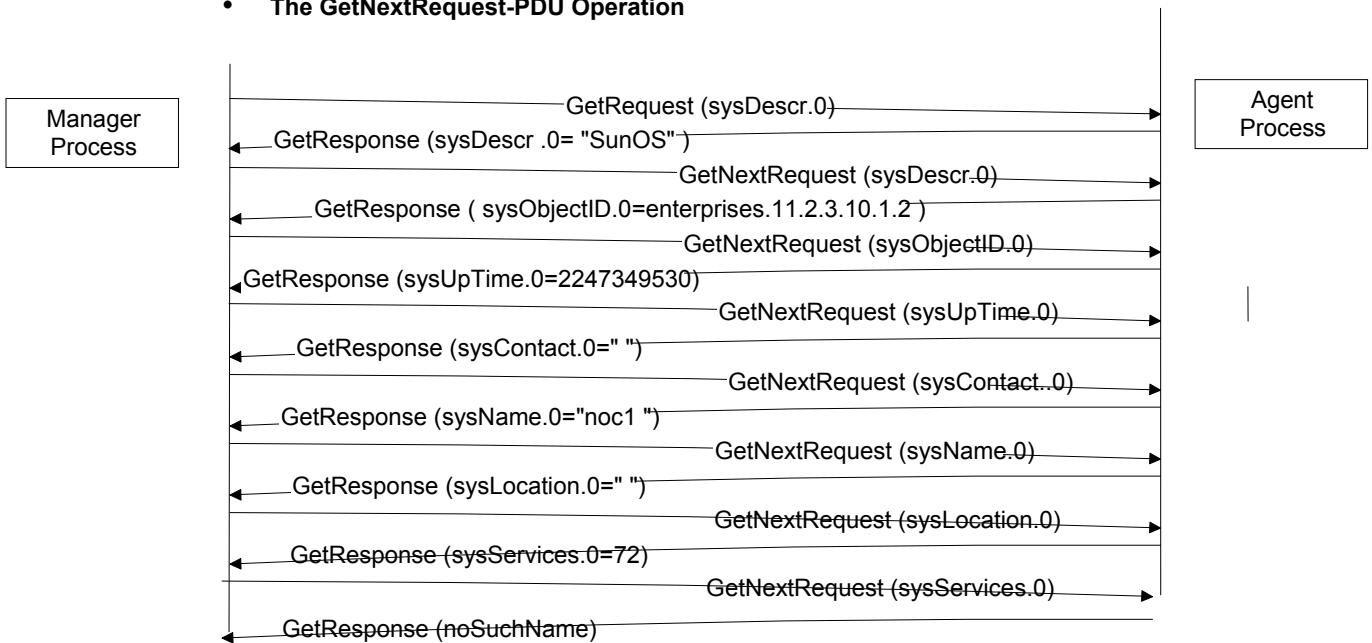 • The GetNextRequest-PDU Operation
Manager
Process
Agent
Process
GetRequest (sysDescr.0)
GetResponse (sysDescr .0= "SunOS" )
GetNextRequest (sysDescr.0)
GetResponse ( sysObjectID.0=enterprises.11.2.3.10.1.2 )
GetNextRequest (sysObjectID.0)
GetResponse (sysUpTime.0=2247349530)
GetNextRequest (sysUpTime.0)
GetResponse (sysContact.0=" ")
GetNextRequest (sysContact..0)
GetResponse (sysName.0="noc1 ")
GetNextRequest (sysName.0)
GetResponse (sysLocation.0=" ")
GetNextRequest (sysLocation.0)
GetResponse (sysServices.0=72)
GetNextRequest (sysServices.0)
GetResponse (noSuchName)